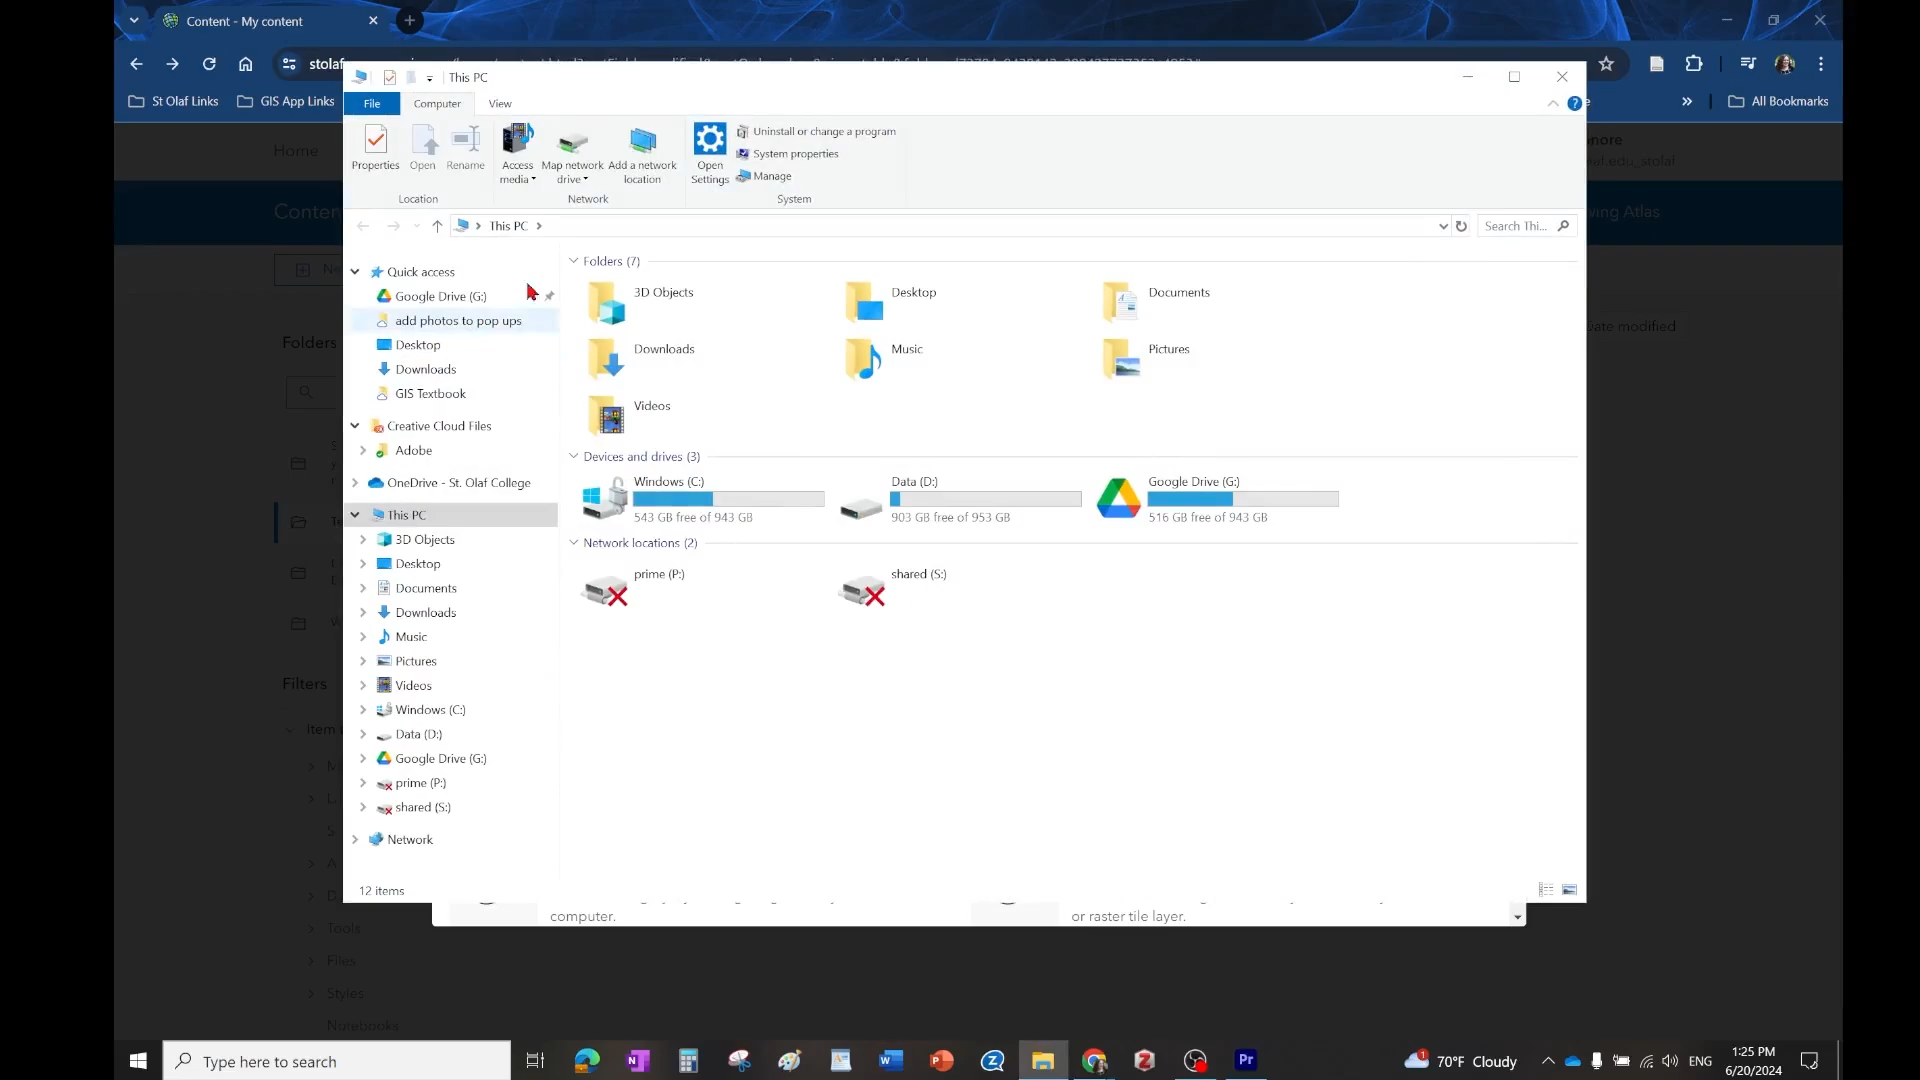 Content - My content
stolaf
St Olaf Links
GIS App Links
All Bookmarks
This PC
File
Computer
View
Properties
Open
Rename
Access media
Map network drive
Add a network location
Open Settings
Uninstall or change a program
System properties
Manage
Location
Network
System
This PC
Search Thi...
Quick access
Google Drive (G:)
add photos to pop ups
Desktop
Downloads
GIS Textbook
Creative Cloud Files
Adobe
OneDrive - St. Olaf College
This PC
3D Objects
Desktop
Documents
Downloads
Music
Pictures
Videos
Windows (C:)
Data (D:)
Google Drive (G:)
prime (P:)
shared (S:)
Network
12 items
Folders (7)
3D Objects
Desktop
Documents
Downloads
Music
Pictures
Videos
Devices and drives (3)
Windows (C:)
543 GB free of 943 GB
Data (D:)
903 GB free of 953 GB
Google Drive (G:)
516 GB free of 943 GB
Network locations (2)
prime (P:)
shared (S:)
Home
Folders
Filters
Tools
Files
Styles
Notebooks
Atlas
modified
computer.
or raster tile layer.
Type here to search
70°F Cloudy
ENG
1:25 PM
6/20/2024